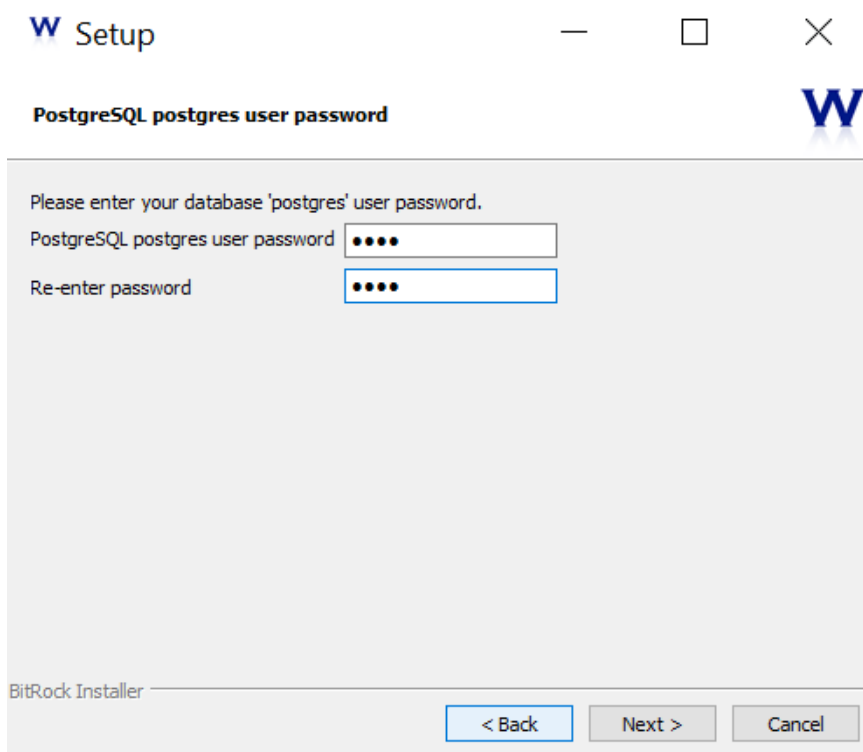 W Setup
PostgreSQL postgres user password
W
Please enter your database 'postgres' user password.
PostgreSQL postgres user password ●●●●
Re-enter password ●●●●
BitRock Installer
< Back Next > Cancel